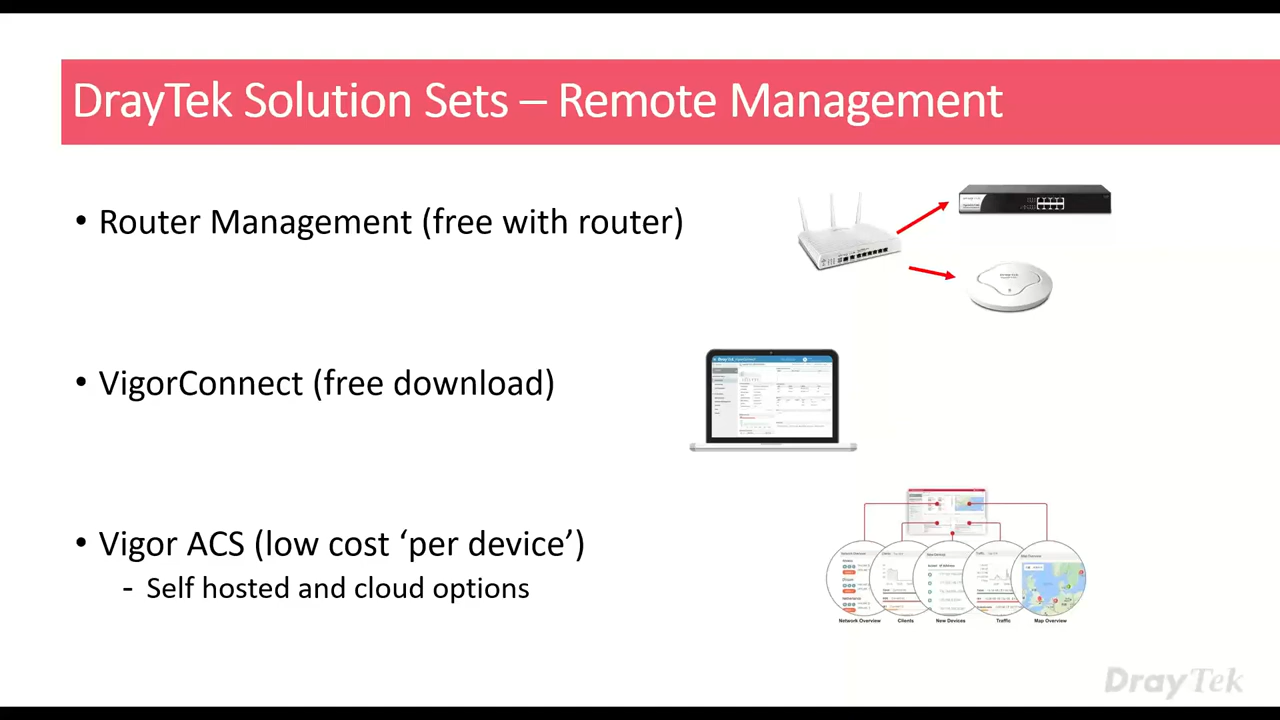 DrayTek Solution Sets – Remote Management
• Router Management (free with router)
DrayTek
• VigorConnect (free download)
• Vigor ACS (low cost ‘per device’)
- Self hosted and cloud options
Network Overview
Clients
New Devices
Traffic
Map Overview
DrayTek